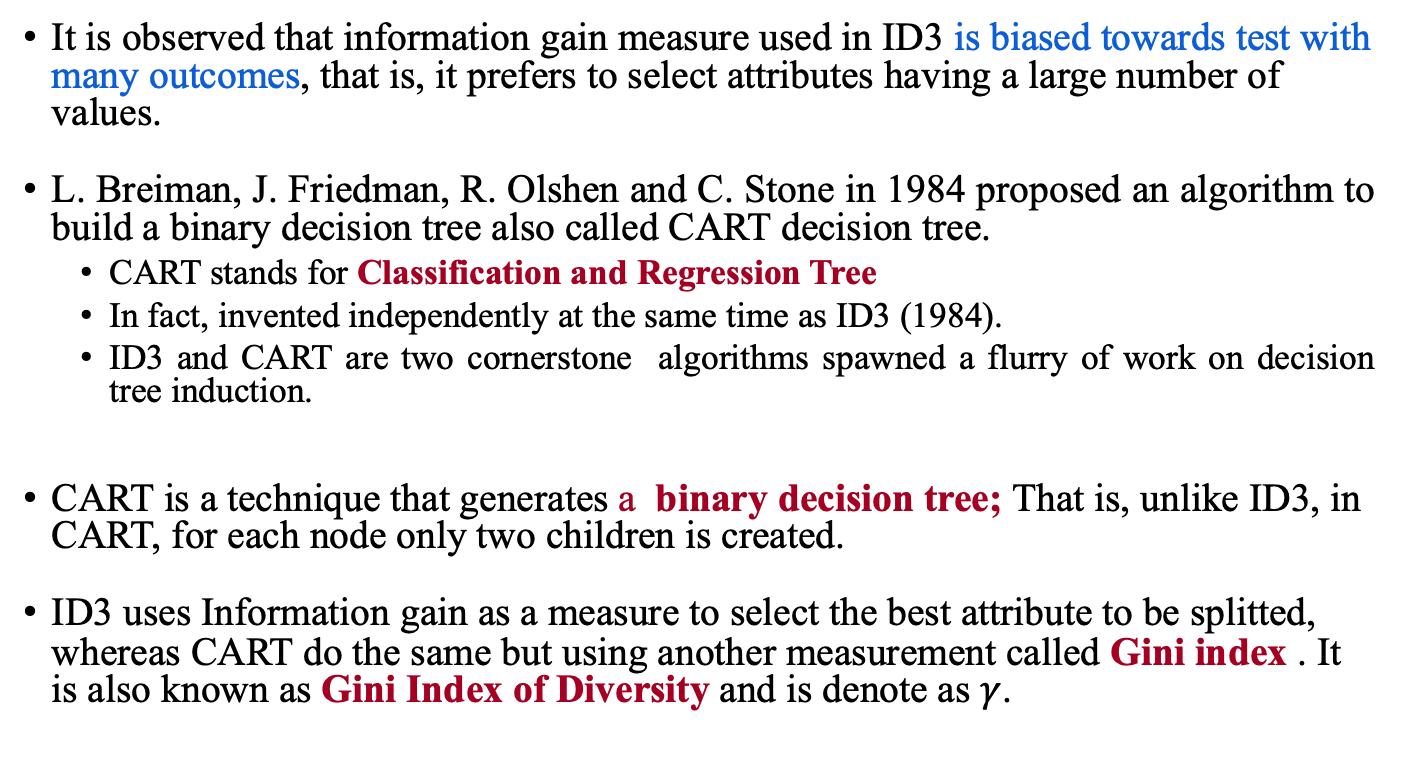 • It is observed that information gain measure used in ID3 is biased towards test with
many outcomes, that is, it prefers to select attributes having a large number of
values.
• L. Breiman, J. Friedman, R. Olshen and C. Stone in 1984 proposed an algorithm to
build a binary decision tree also called CART decision tree.
• CART stands for Classification and Regression Tree
• In fact, invented independently at the same time as ID3 (1984).
• ID3 and CART are two cornerstone algorithms spawned a flurry of work on decision
tree induction.
• CART is a technique that generates a binary decision tree; That is, unlike ID3, in
CART, for each node only two children is created.
• ID3 uses Information gain as a measure to select the best attribute to be splitted,
whereas CART do the same but using another measurement called Gini index . It
is also known as Gini Index of Diversity and is denote as γ.